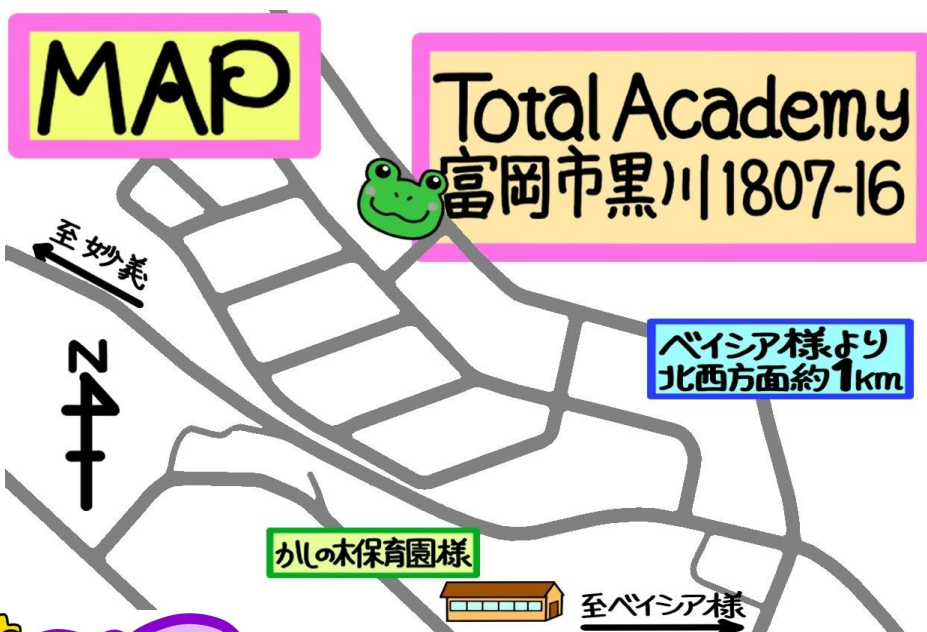 MAP
Total Academy
富岡市黒川1807-16
至妙義
ベイシア様より
北西方面約1km
N
かしの木保育園様
至ベイシア様